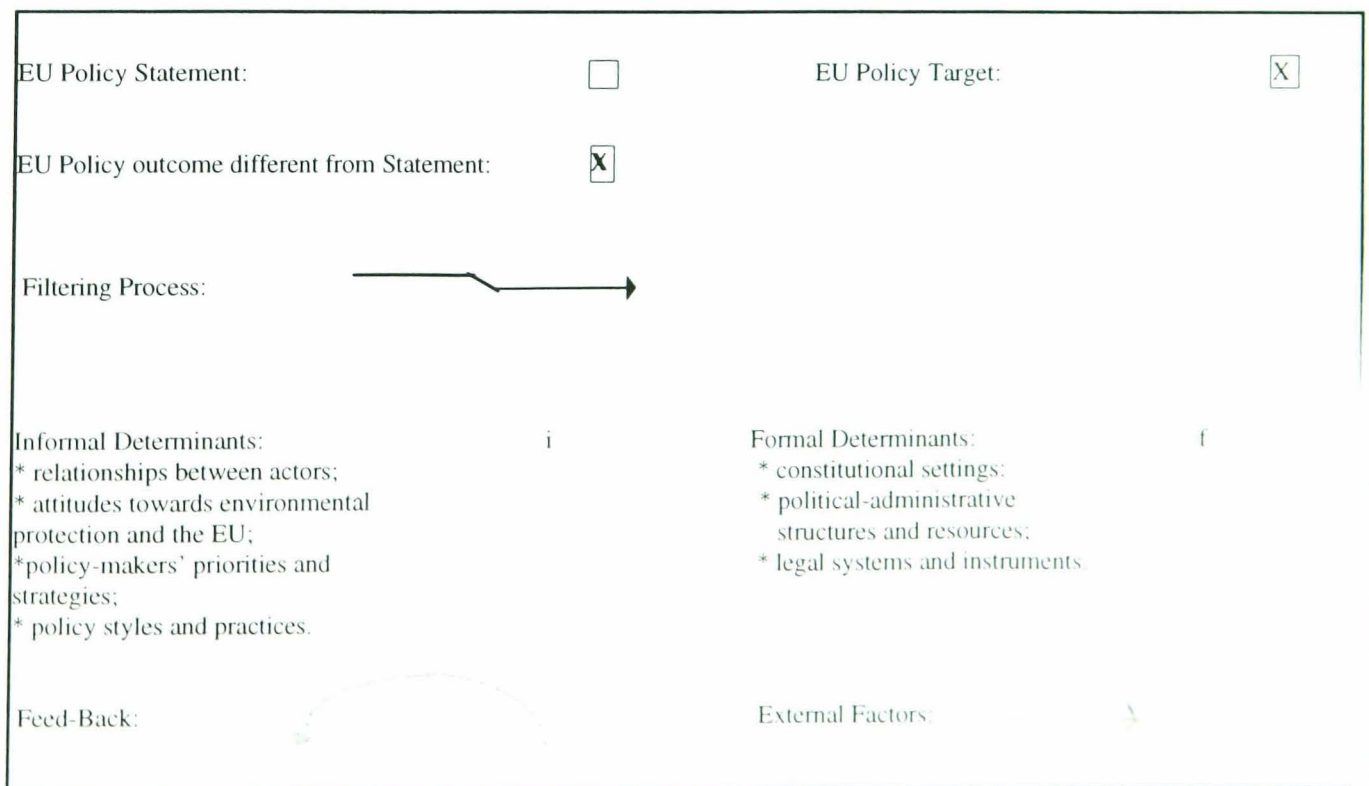 EU Policy Statement:
EU Policy Target: X
EU Policy outcome different from Statement: X
Filtering Process:
Informal Determinants: i
* relationships between actors;
* attitudes towards environmental
protection and the EU;
*policy-makers' priorities and
strategies;
* policy styles and practices.
Formal Determinants: f
* constitutional settings:
* political-administrative
structures and resources;
* legal systems and instruments
Feed-Back:
External Factors: